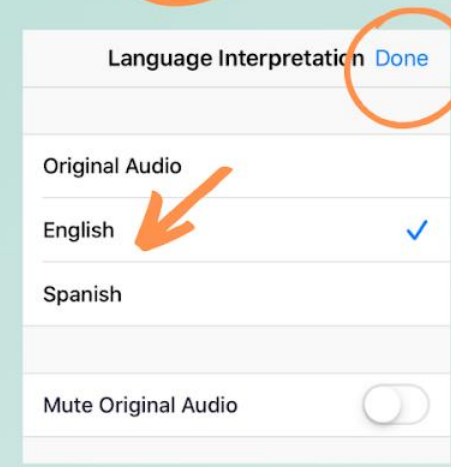 Language Interpretation Done
Original Audio
English
Spanish
Mute Original Audio